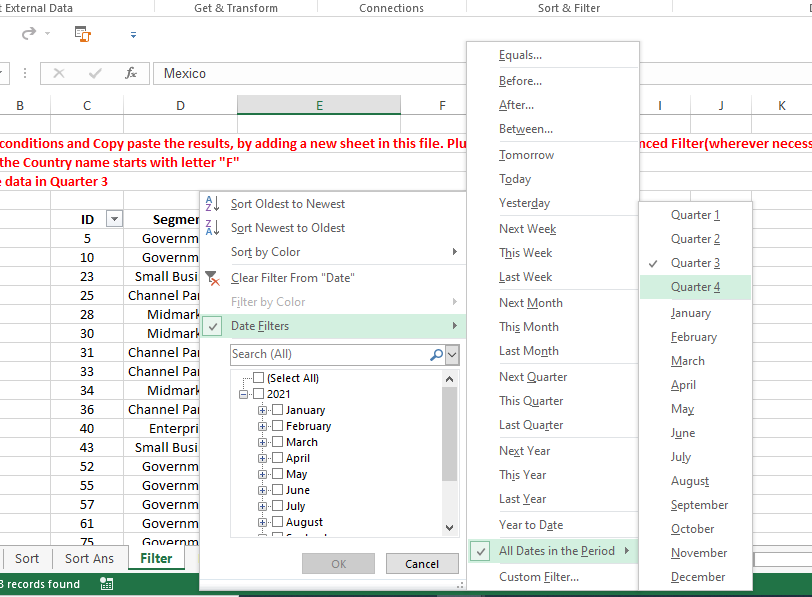 t External Data
Get & Transform
Connections
Sort & Filter
fx
Mexico
B
C
D
E
F
I
J
K
conditions and Copy paste the results, by adding a new sheet in this file. Plu
nced Filter(wherever necess
the Country name starts with letter "F"
e data in Quarter 3
ID
Segmen
5
Governm
10
Governm
23
Small Busi
25
Channel Par
28
Midmark
30
Midmark
31
Channel Par
33
Channel Par
34
Midmark
36
Channel Par
40
Enterpri
43
Small Busi
52
Governm
55
Governm
57
Governm
61
Governm
75
Governm
Sort Oldest to Newest
Sort Newest to Oldest
Sort by Color
Clear Filter From "Date"
Filter by Color
Date Filters
Search (All)
(Select All)
2021
January
February
March
April
May
June
July
August
OK
Cancel
Equals...
Before...
After...
Between...
Tomorrow
Today
Yesterday
Next Week
This Week
Last Week
Next Month
This Month
Last Month
Next Quarter
This Quarter
Last Quarter
Next Year
This Year
Last Year
Year to Date
All Dates in the Period
Custom Filter...
Quarter 1
Quarter 2
Quarter 3
Quarter 4
January
February
March
April
May
June
July
August
September
October
November
December
Sort
Sort Ans
Filter
3 records found